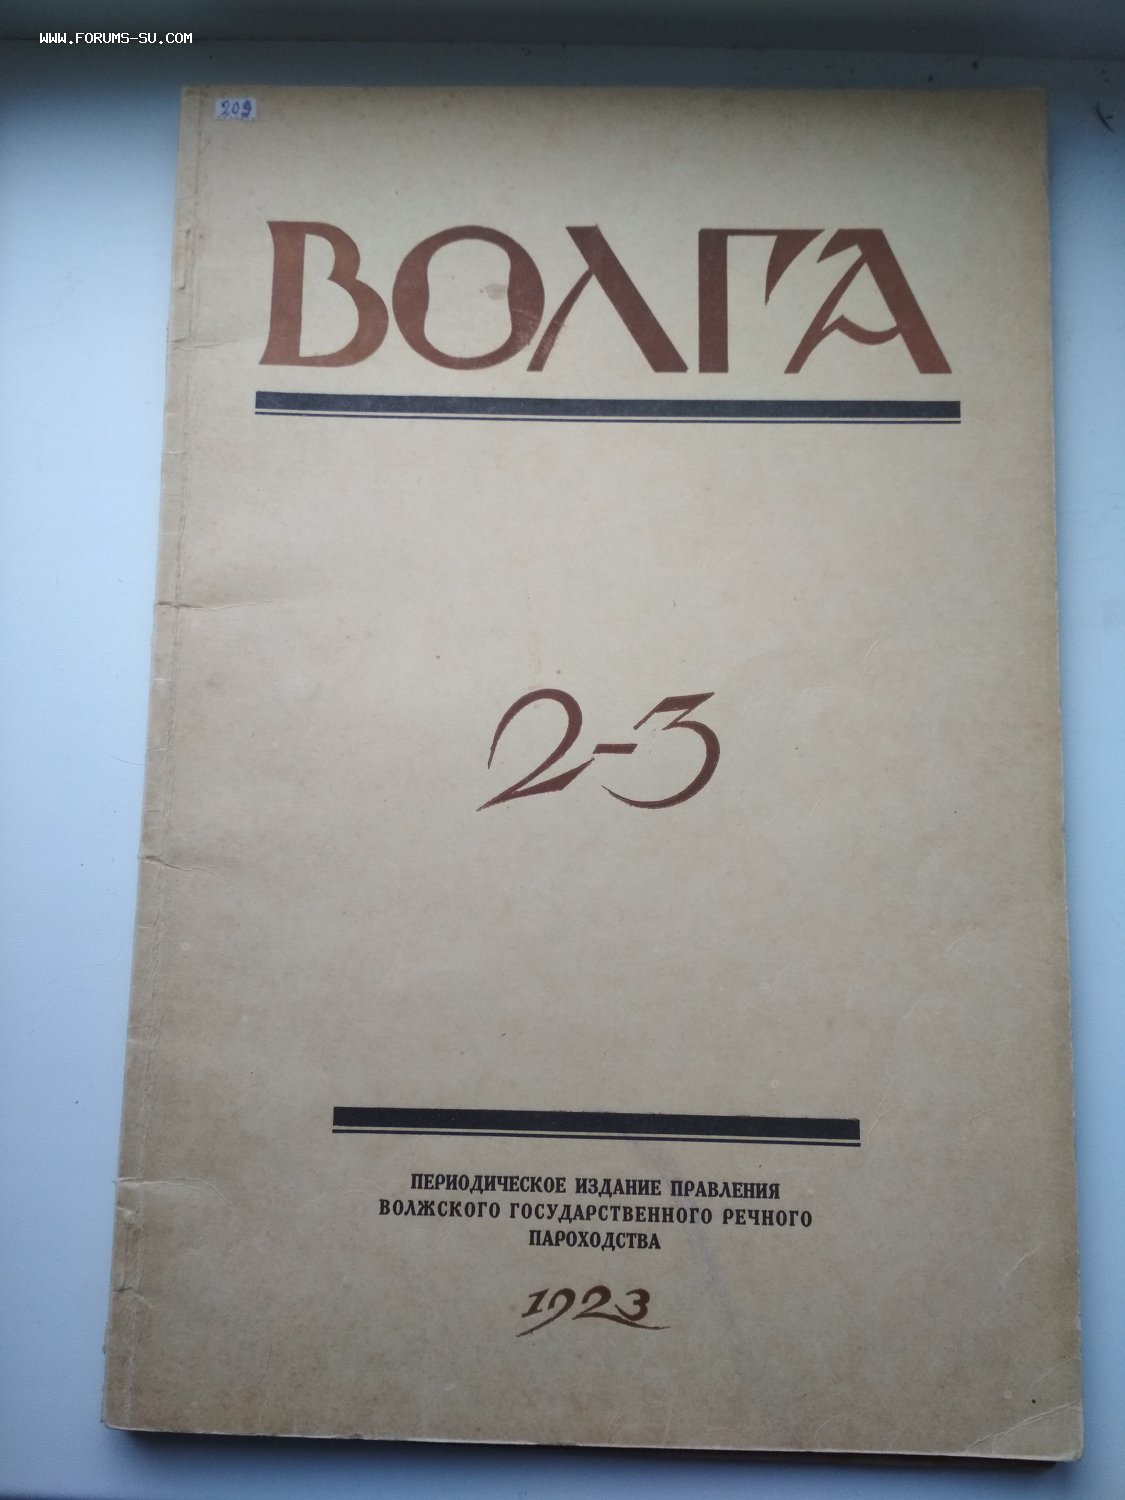 WWW.FORUMS-SU.COM
209
ВОЛГА
2-3
ПЕРИОДИЧЕСКОЕ ИЗДАНИЕ ПРАВЛЕНИЯ
ВОЛЖСКОГО ГОСУДАРСТВЕННОГО РЕЧНОГО
ПАРОХОДСТВА
1923